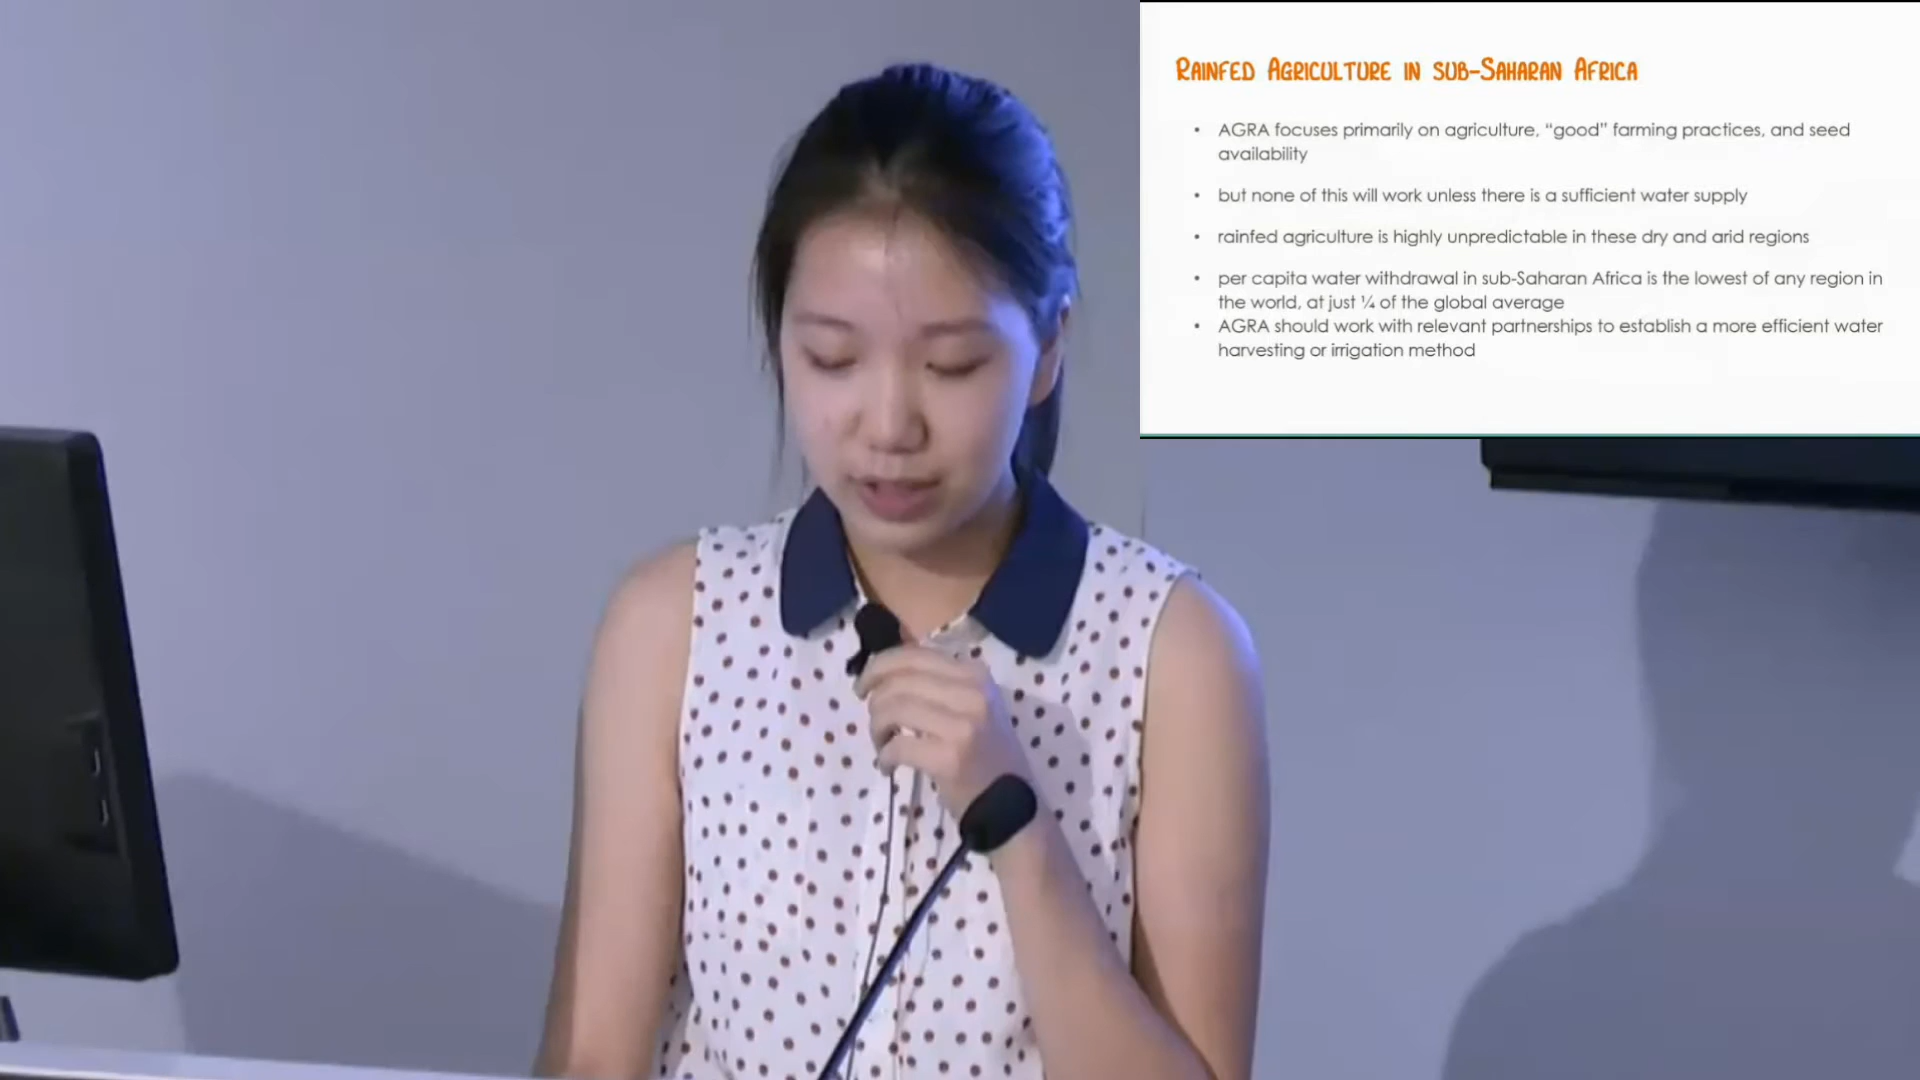 RAINFED AGRICULTURE IN SUB-SAHARAN AFRICA
• AGRA focuses primarily on agriculture, “good” farming practices, and seed
availability
• but none of this will work unless there is a sufficient water supply
• rainfed agriculture is highly unpredictable in these dry and arid regions
• per capita water withdrawal in sub-Saharan Africa is the lowest of any region in
the world, at just ¼ of the global average
• AGRA should work with relevant partnerships to establish a more efficient water
harvesting or irrigation method